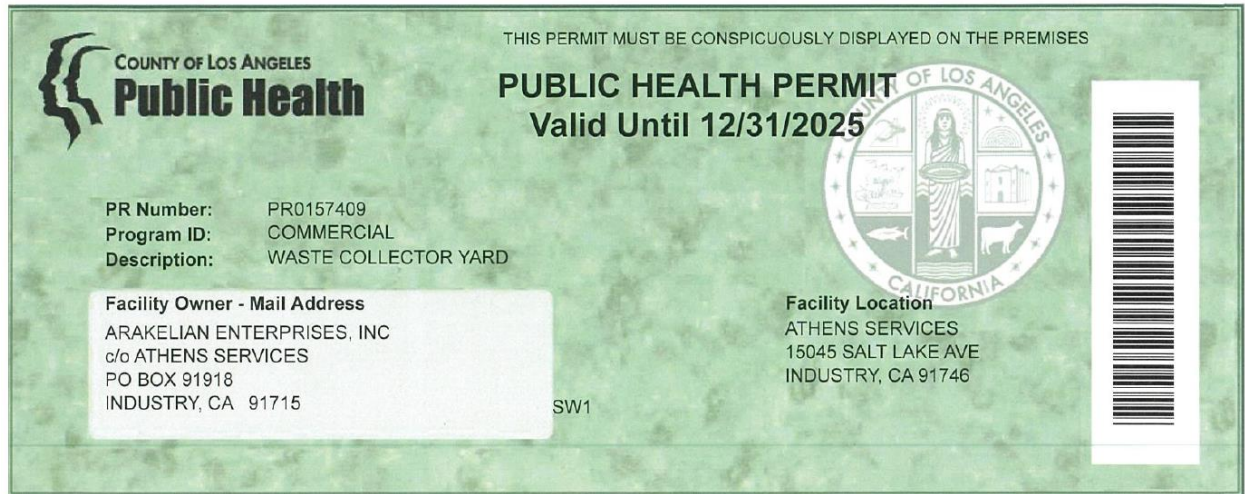 COUNTY OF LOS ANGELES
Public Health
THIS PERMIT MUST BE CONSPICUOUSLY DISPLAYED ON THE PREMISES
PUBLIC HEALTH PERMIT
Valid Until 12/31/2025
COUNTY OF LOS ANGELES
CALIFORNIA
PR Number: PR0157409
Program ID: COMMERCIAL
Description: WASTE COLLECTOR YARD
Facility Owner - Mail Address
ARAKELIAN ENTERPRISES, INC
c/o ATHENS SERVICES
PO BOX 91918
INDUSTRY, CA 91715
SW1
Facility Location
ATHENS SERVICES
15045 SALT LAKE AVE
INDUSTRY, CA 91746